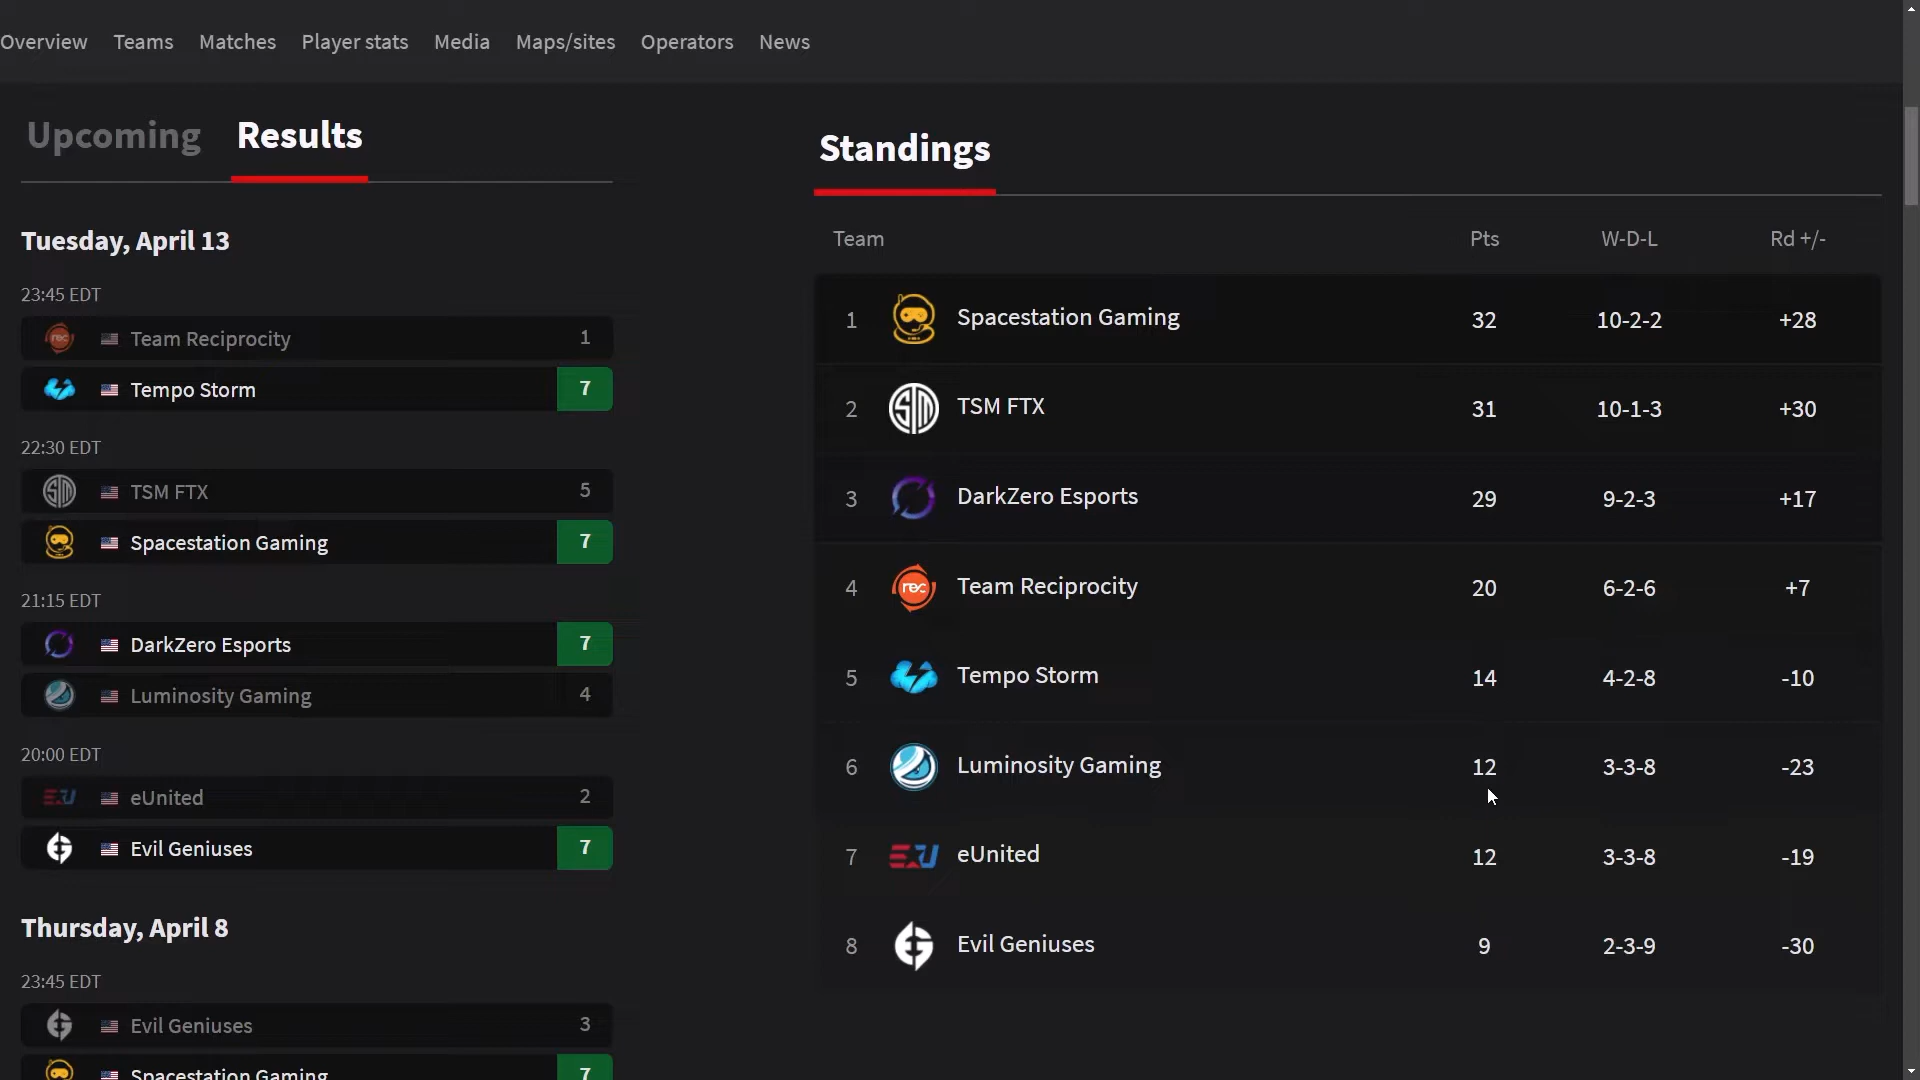 Overview Teams Matches Player stats Media Maps/sites Operators News
Upcoming Results
Tuesday, April 13
23:45 EDT
rec Team Reciprocity 1
Tempo Storm 7
22:30 EDT
TSM TSM FTX 5
Spacestation Gaming 7
21:15 EDT
DarkZero Esports 7
Luminosity Gaming 4
20:00 EDT
eUnited 2
Evil Geniuses 7
Thursday, April 8
23:45 EDT
Evil Geniuses 3
Spacestation Gaming 7
Standings
Team Pts W-D-L Rd +/-
1 Spacestation Gaming 32 10-2-2 +28
2 TSM TSM FTX 31 10-1-3 +30
3 DarkZero Esports 29 9-2-3 +17
4 rec Team Reciprocity 20 6-2-6 +7
5 Tempo Storm 14 4-2-8 -10
6 Luminosity Gaming 12 3-3-8 -23
7 eUnited 12 3-3-8 -19
8 Evil Geniuses 9 2-3-9 -30